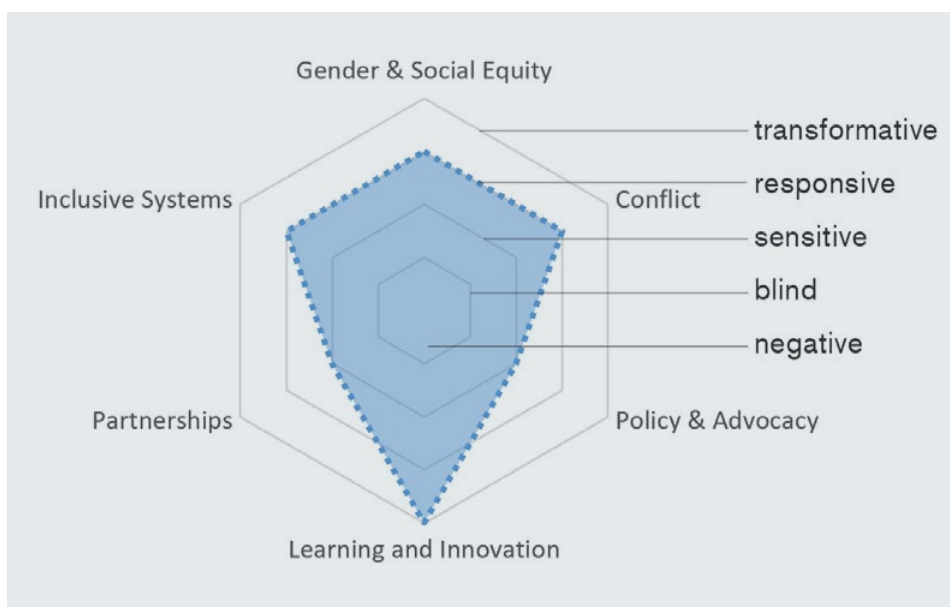 Gender & Social Equity
transformative
responsive
Inclusive Systems
Conflict
sensitive
blind
negative
Partnerships
Policy & Advocacy
Learning and Innovation